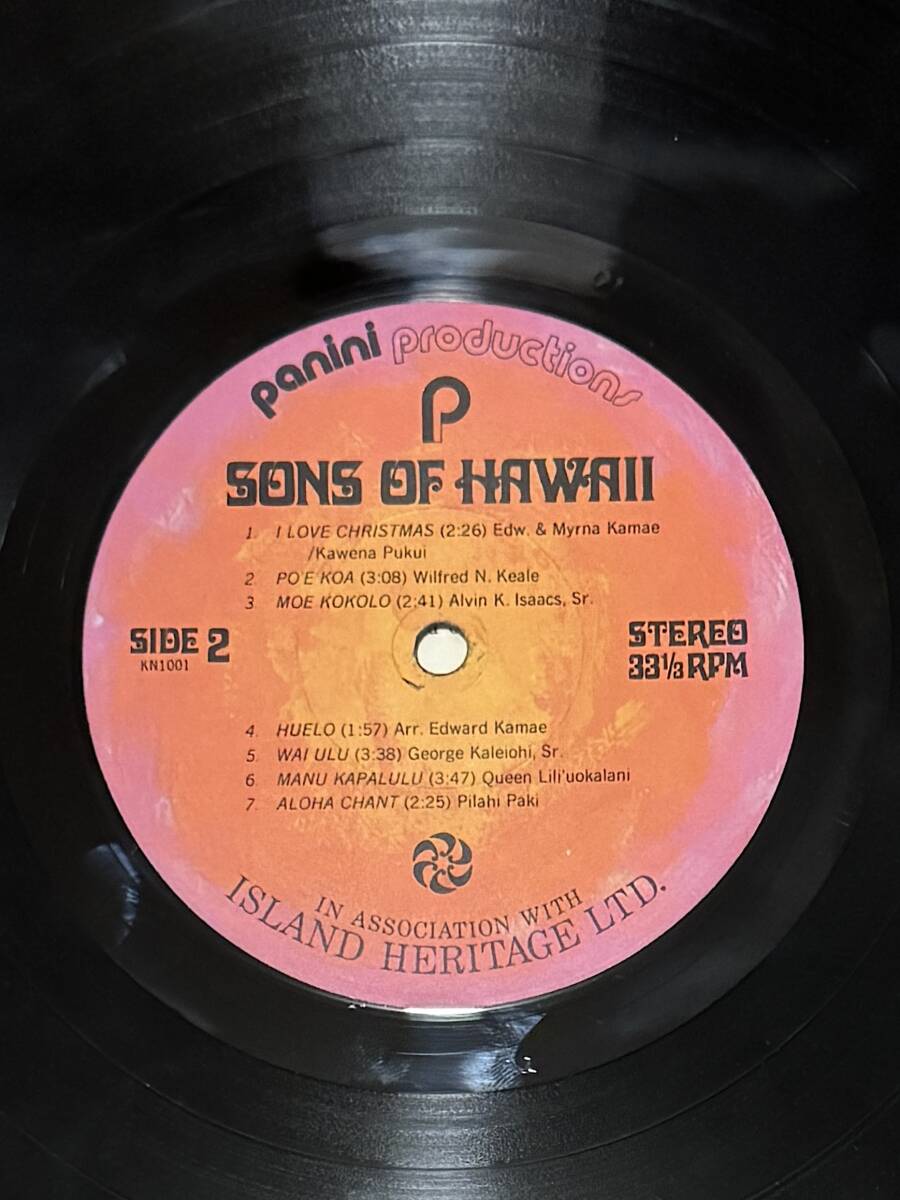 panini productions
P
SONS OF HAWAII
1. I LOVE CHRISTMAS (2:26) Edw. & Myrna Kamae
/Kawena Pukui
2 PO'E KOA (3:08) Wilfred N. Keale
3 MOE KOKOLO (2:41) Alvin K. Isaacs, Sr.
SIDE 2
KN1001
STEREO
33 1/3 RPM
4. HUELO (1:57) Arr. Edward Kamae
5. WAI ULU (3:38) George Kaleiohi, Sr.
6 MANU KAPALULU (3:47) Queen Lili'uokalani
7. ALOHA CHANT (2:25) Pilahi Paki
IN ASSOCIATION WITH
ISLAND HERITAGE LTD.